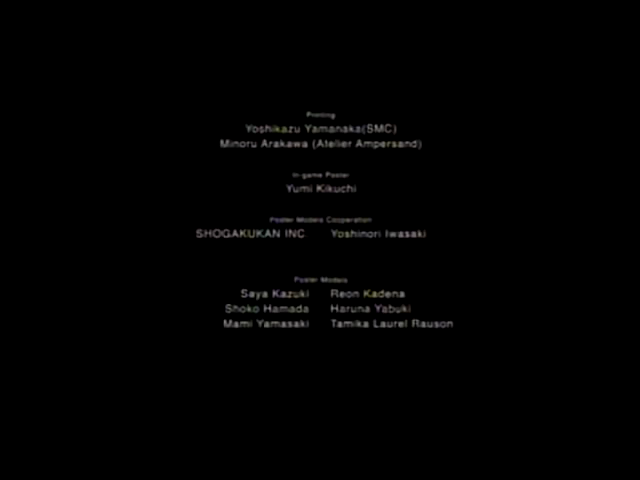 Printing
Yoshikazu Yamanaka(SMC)
Minoru Arakawa (Atelier Ampersand)
In-game Poster
Yumi Kikuchi
Poster Models Cooperation
SHOGAKUKAN INC Yoshinori Iwasaki
Poster Models
Saya Kazuki Reon Kadena
Shoko Hamada Haruna Yabuki
Mami Yamasaki Tamika Laurel Rauson